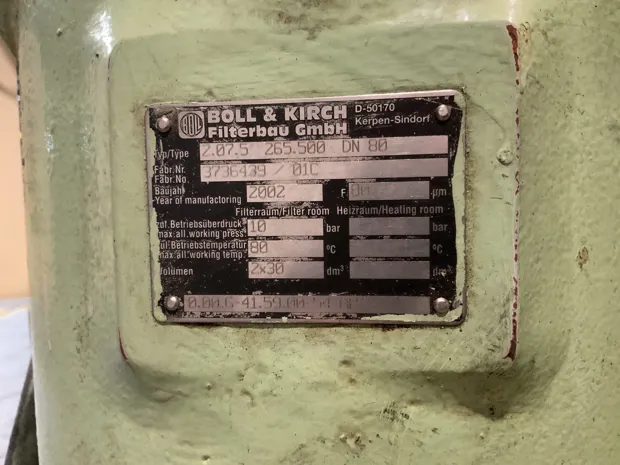 BÖLL
BOLL & KIRCH
Filterbau GmbH
D-50170
Kerpen-Sindorf
Typ/Type 2.07.5 265.500 DN 80
Fabr.Nr. 3736439 / 01C
Fabr.No.
Baujahr 2002 F µm
Year of manufactoring
Filterraum/Filter room Heizraum/Heating room
zul.Betriebsüberdruck 10 bar bar
max.all.working press.
zul.Betriebstemperatur 80 °C °C
max.all.working temp.
Volumen 2x30 dm³ dm³